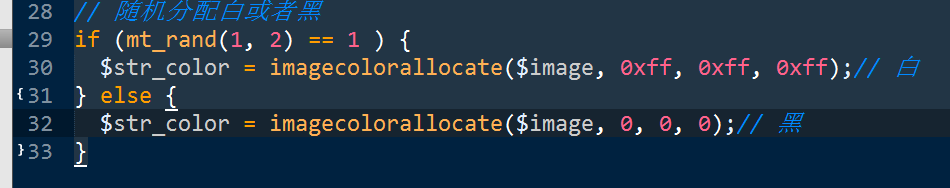 28 // 随机分配白或者黑
29 if (mt_rand(1, 2) == 1 ) {
30 $str_color = imagecolorallocate($image, 0xff, 0xff, 0xff);// 白
31 } else {
32 $str_color = imagecolorallocate($image, 0, 0, 0);// 黑
33 }